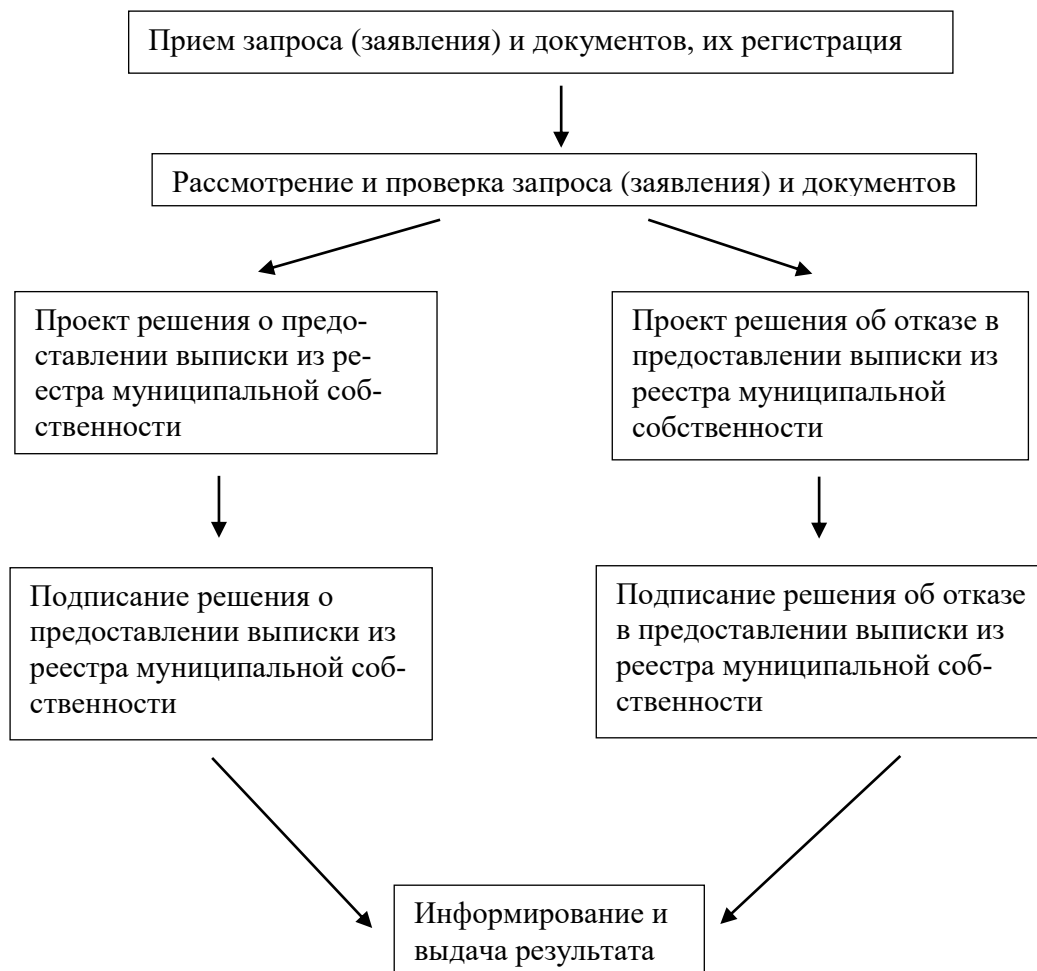 Прием запроса (заявления) и документов, их регистрация
Рассмотрение и проверка запроса (заявления) и документов
Проект решения о предо-
ставлении выписки из ре-
естра муниципальной соб-
ственности
Проект решения об отказе в
предоставлении выписки из
реестра муниципальной
собственности
Подписание решения о
предоставлении выписки из
реестра муниципальной соб-
ственности
Подписание решения об отказе
в предоставлении выписки из
реестра муниципальной соб-
ственности
Информирование и
выдача результата